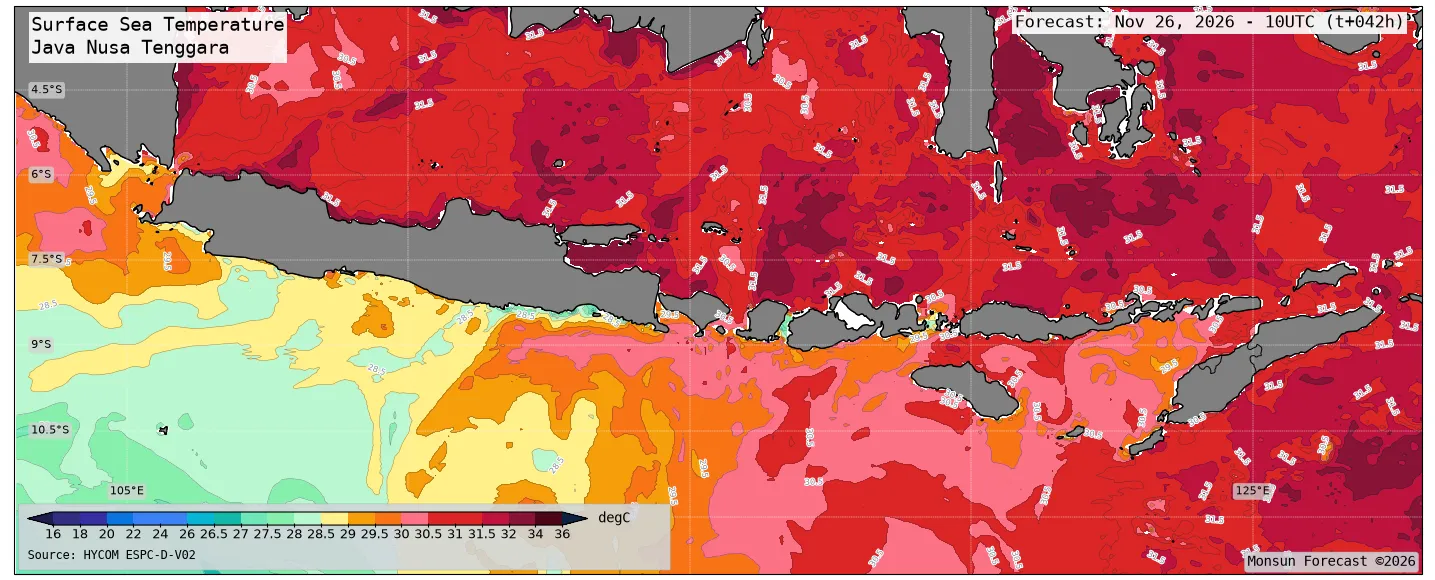 Surface Sea Temperature
Java Nusa Tenggara
Forecast: Nov 26, 2026 - 10UTC (t+042h)
4.5°S
6°S
7.5°S
9°S
10.5°S
105°E
125°E
16 18 20 22 24 26 26.5 27 27.5 28 28.5 29 29.5 30 30.5 31 31.5 32 34 36
degC
Source: HYCOM ESPC-D-V02
Monsun Forecast ©2026